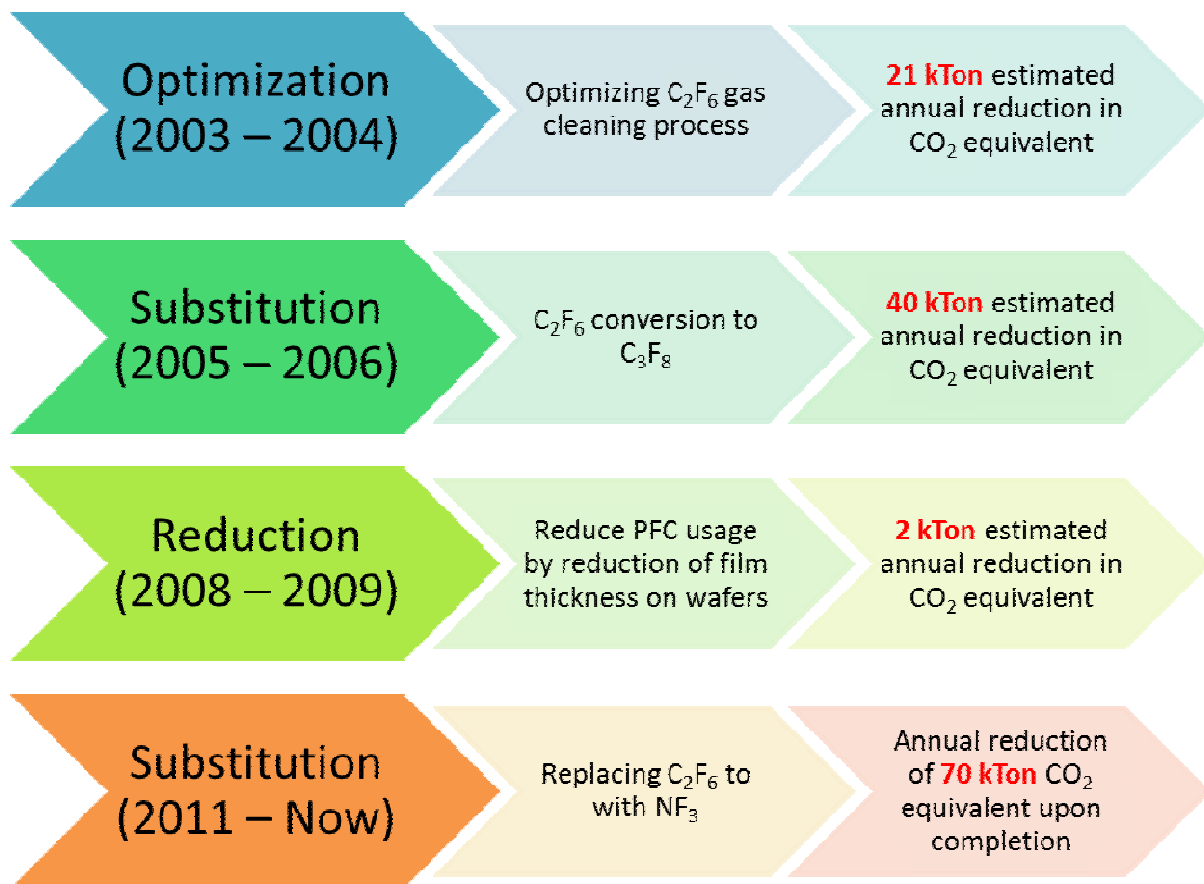 Optimization
(2003 – 2004)
Optimizing C₂F₆ gas
cleaning process
21 kTon estimated
annual reduction in
CO₂ equivalent
Substitution
(2005 – 2006)
C₂F₆ conversion to
C₃F₈
40 kTon estimated
annual reduction in
CO₂ equivalent
Reduction
(2008 – 2009)
Reduce PFC usage
by reduction of film
thickness on wafers
2 kTon estimated
annual reduction in
CO₂ equivalent
Substitution
(2011 – Now)
Replacing C₂F₆ to
with NF₃
Annual reduction
of 70 kTon CO₂
equivalent upon
completion